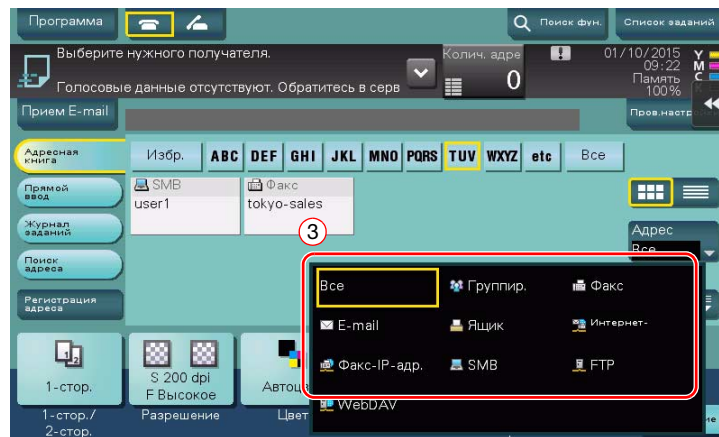 Программа
Поиск фун.
Список заданий
Выберите нужного получателя.
Голосовые данные отсутствуют. Обратитесь в серв
Колич. адре
0
01/10/2015
09:22
Память
100%
Y
M
C
K
Прием E-mail
Пров.настр
Адресная
книга
Избр.
ABC
DEF
GHI
JKL
MNO
PQRS
TUV
WXYZ
etc
Все
Прямой
ввод
SMB
user1
Факс
tokyo-sales
Журнал
заданий
3
Адрес
Все
Поиск
адреса
Регистрация
адреса
Все
Группир.
Факс
E-mail
Ящик
Интернет-
Факс-IP-адр.
SMB
FTP
WebDAV
1-стор.
S 200 dpi
F Высокое
Автоцв
1-стор./
2-стор.
Разрешение
Цвет